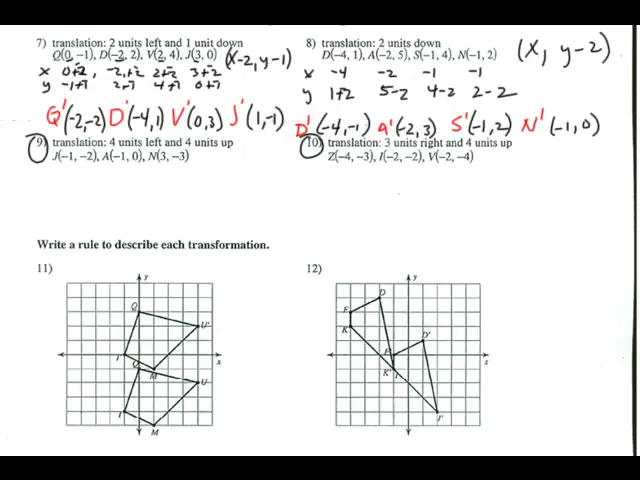 7) translation: 2 units left and 1 unit down
Q(0, -1), D(-2, 2), V(2, 4), J(3, 0) (x-2, y-1)
x 0+-2, -2+-2 2+-2 3+-2
y -1+-1 2+-1 4+-1 0+-1
Q'(-2,-2) D'(-4,1) V'(0,3) J'(1,-1)
8) translation: 2 units down
D(-4, 1), A(-2, 5), S(-1, 4), N(-1, 2) (x, y-2)
x -4 -2 -1 -1
y 5-2 4-2 2-2
D'(-4,-1) A'(-2,3) S'(-1,2) N'(-1,0)
9) translation: 4 units left and 4 units up
J(-1, -2), A(-1, 0), N(3, -3)
10) translation: 3 units right and 4 units up
Z(-4, -3), I(-2, -2), V(-2, -4)
Write a rule to describe each transformation.
11)
y
Q'
U'
I'
x
M'
Q
U
I
M
12)
y
D
F
K
D'
F'
x
K'
I
I'